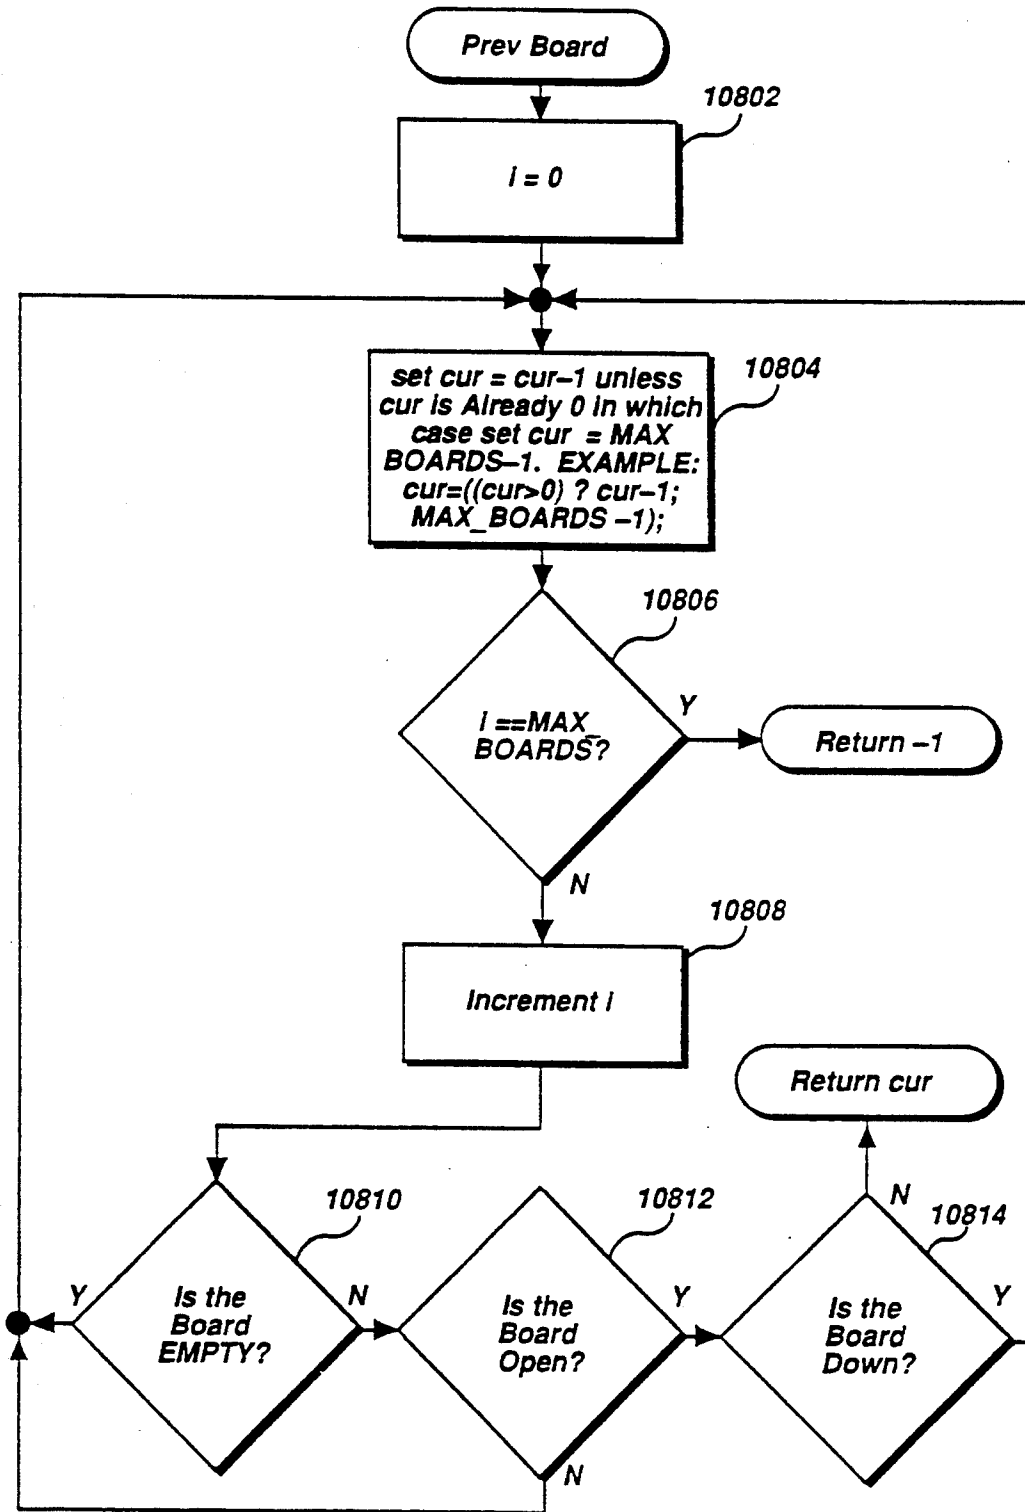 Prev Board
10802
i = 0
10804
set cur = cur–1 unless
cur is Already 0 in which
case set cur = MAX
BOARDS–1. EXAMPLE:
cur=((cur>0) ? cur–1;
MAX_BOARDS –1);
10806
i ==MAX_
BOARDS?
Y
Return –1
N
10808
Increment i
Return cur
10810
10812
N
10814
Y
Is the
Board
EMPTY?
N
Is the
Board
Open?
Y
Is the
Board
Down?
Y
N